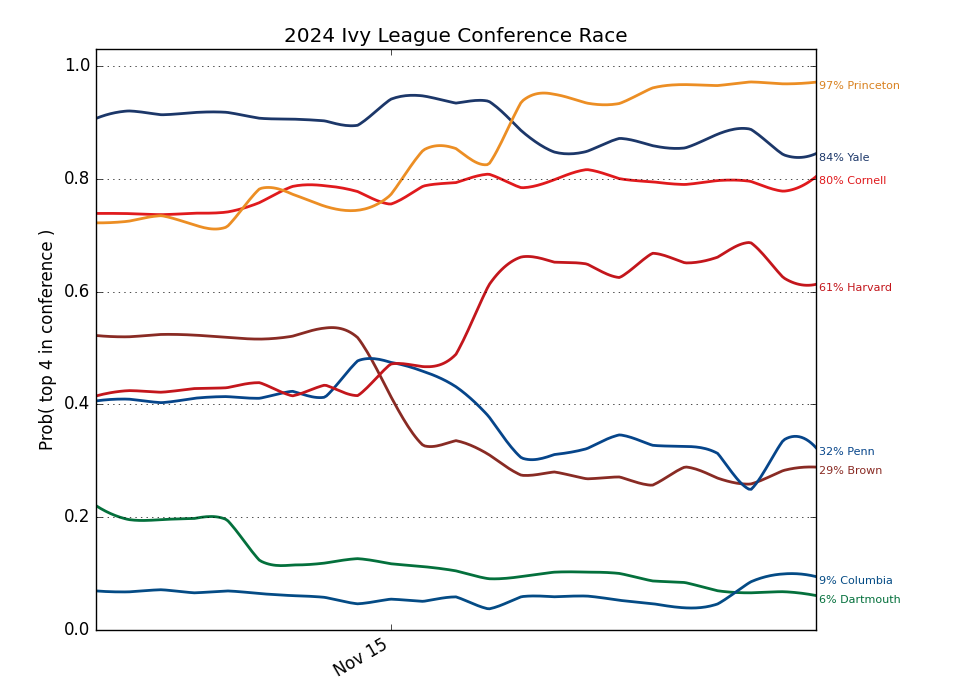 2024 Ivy League Conference Race
Prob( top 4 in conference )
1.0
0.8
0.6
0.4
0.2
0.0
Nov 15
97% Princeton
84% Yale
80% Cornell
61% Harvard
32% Penn
29% Brown
9% Columbia
6% Dartmouth